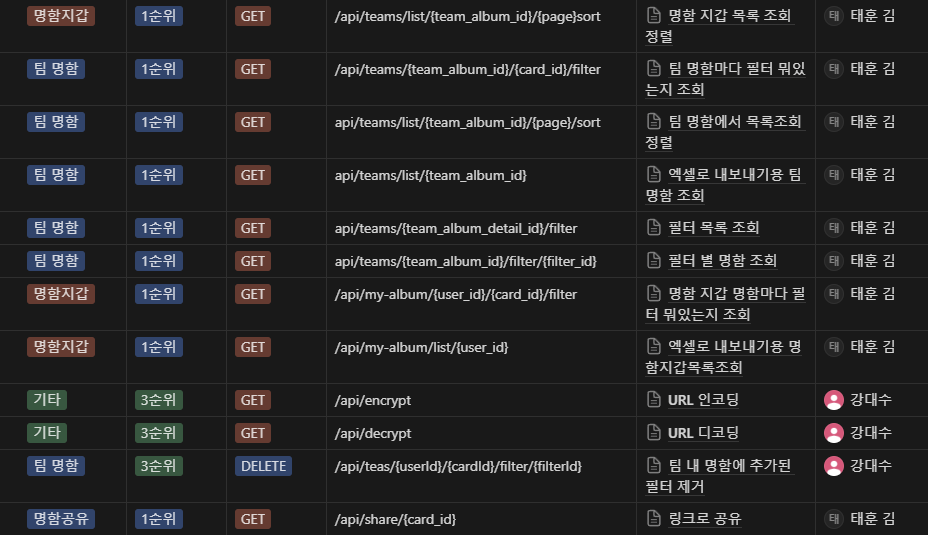 명함지갑 1순위 GET /api/teams/list/{team_album_id}/{page}sort 명함 지갑 목록 조회 태 태훈 김
정렬
팀 명함 1순위 GET /api/teams/{team_album_id}/{card_id}/filter 팀 명함마다 필터 뭐있 태 태훈 김
는지 조회
팀 명함 1순위 GET api/teams/list/{team_album_id}/{page}/sort 팀 명함에서 목록조회 태 태훈 김
정렬
팀 명함 1순위 GET api/teams/list/{team_album_id} 엑셀로 내보내기용 팀 태 태훈 김
명함 조회
팀 명함 1순위 GET api/teams/{team_album_detail_id}/filter 필터 목록 조회 태 태훈 김
팀 명함 1순위 GET api/teams/{team_album_id}/filter/{filter_id} 필터 별 명함 조회 태 태훈 김
명함지갑 1순위 GET /api/my-album/{user_id}/{card_id}/filter 명함 지갑 명함마다 필 태 태훈 김
터 뭐있는지 조회
명함지갑 1순위 GET /api/my-album/list/{user_id} 엑셀로 내보내기용 명 태 태훈 김
함지갑목록조회
기타 3순위 GET /api/encrypt URL 인코딩 강대수
기타 3순위 GET /api/decrypt URL 디코딩 강대수
팀 명함 3순위 DELETE /api/teas/{userId}/{cardId}/filter/{filterId} 팀 내 명함에 추가된 강대수
필터 제거
명함공유 1순위 GET /api/share/{card_id} 링크로 공유 태 태훈 김